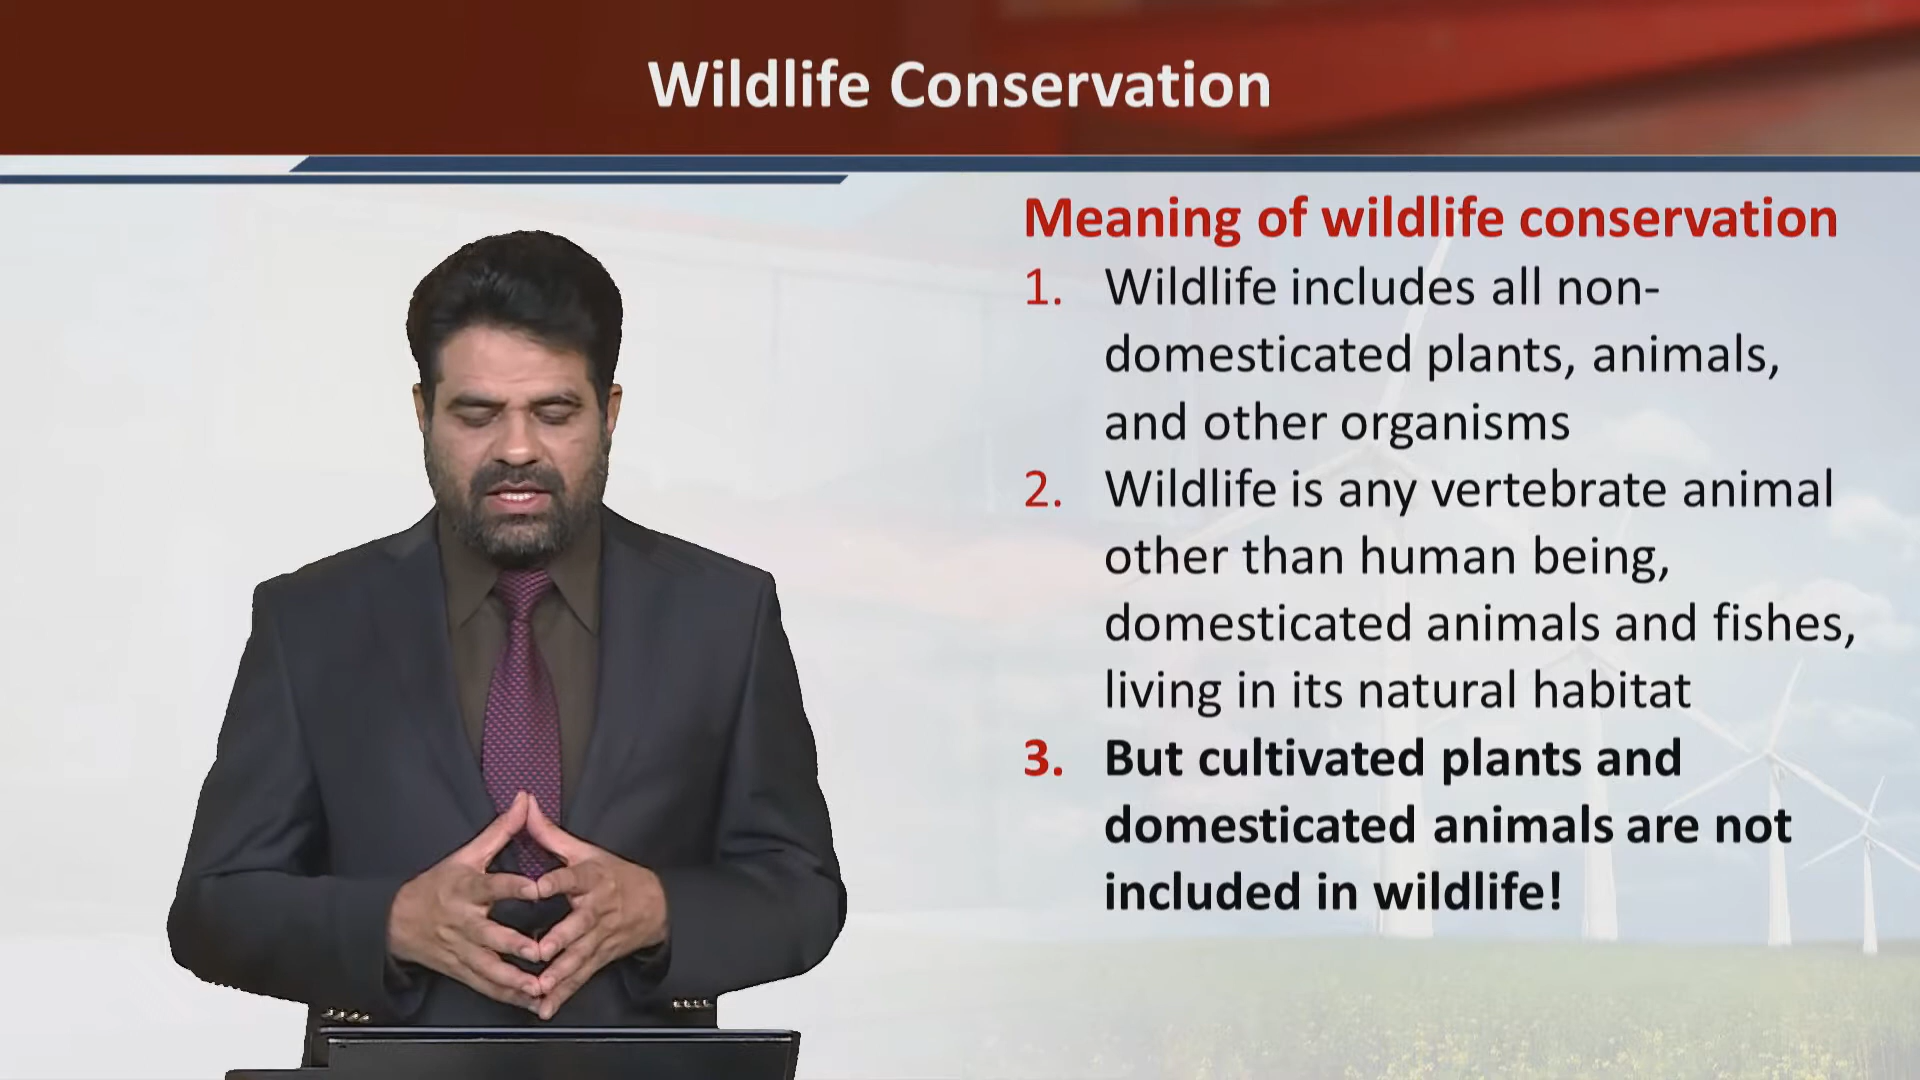 Wildlife Conservation
Meaning of wildlife conservation
1. Wildlife includes all non-
domesticated plants, animals,
and other organisms
2. Wildlife is any vertebrate animal
other than human being,
domesticated animals and fishes,
living in its natural habitat
3. But cultivated plants and
domesticated animals are not
included in wildlife!